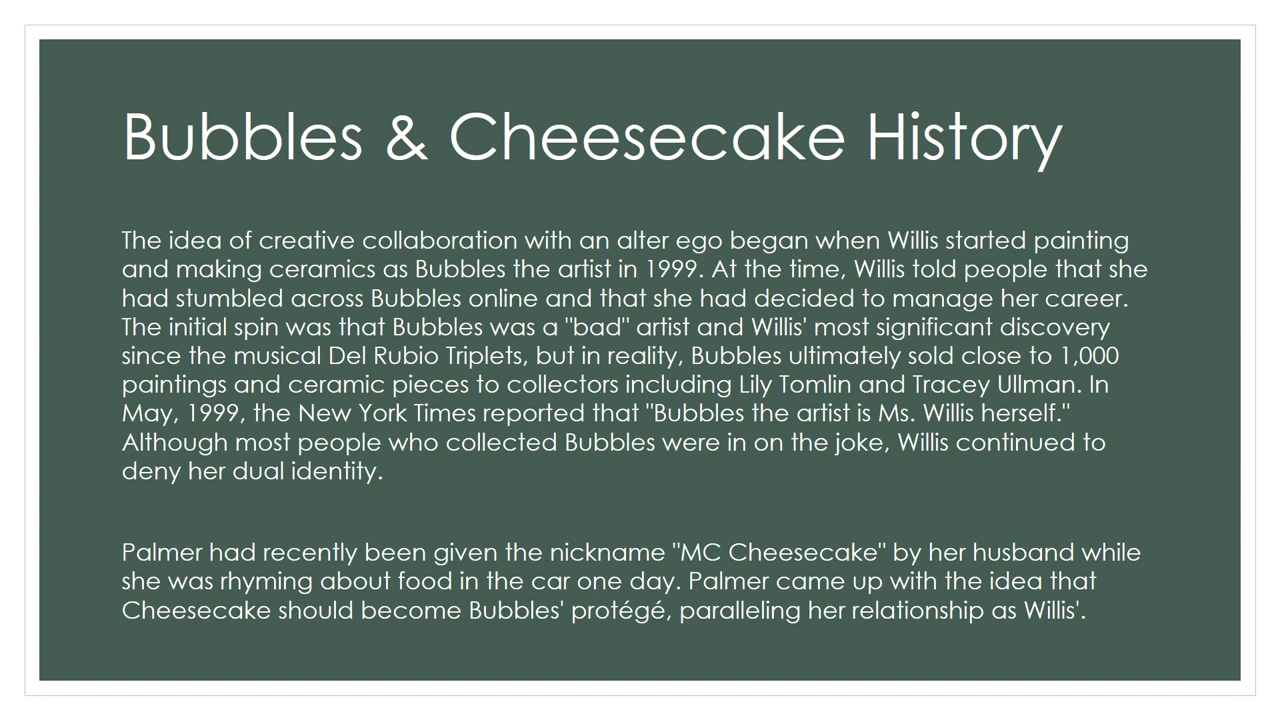 Bubbles & Cheesecake History
The idea of creative collaboration with an alter ego began when Willis started painting
and making ceramics as Bubbles the artist in 1999. At the time, Willis told people that she
had stumbled across Bubbles online and that she had decided to manage her career.
The initial spin was that Bubbles was a "bad" artist and Willis' most significant discovery
since the musical Del Rubio Triplets, but in reality, Bubbles ultimately sold close to 1,000
paintings and ceramic pieces to collectors including Lily Tomlin and Tracey Ullman. In
May, 1999, the New York Times reported that "Bubbles the artist is Ms. Willis herself."
Although most people who collected Bubbles were in on the joke, Willis continued to
deny her dual identity.
Palmer had recently been given the nickname "MC Cheesecake" by her husband while
she was rhyming about food in the car one day. Palmer came up with the idea that
Cheesecake should become Bubbles' protégé, paralleling her relationship as Willis'.